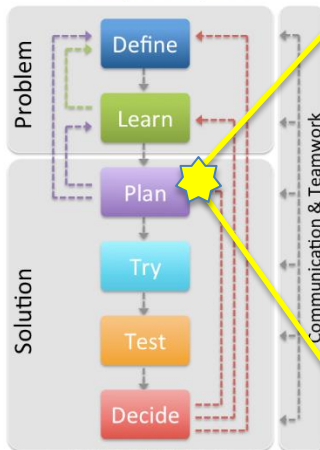 Problem
Define
Learn
Solution
Plan
Try
Test
Decide
Communication & Teamwork